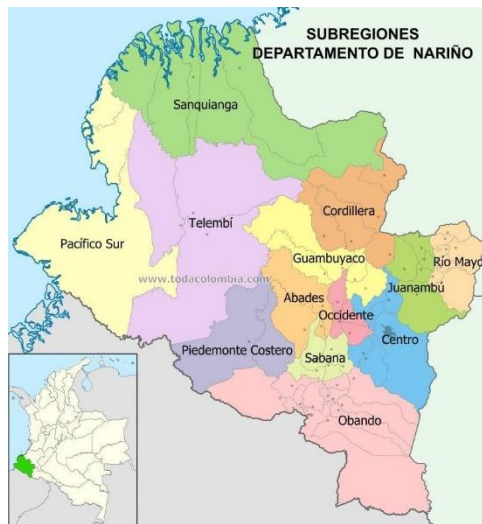 SUBREGIONES
DEPARTAMENTO DE NARIÑO
Sanquianga
Cordillera
Telembí
Pacífico Sur
Guambuyaco
Río Mayo
www.todacolombia.com
Juanambú
Abades
Occidente
Centro
Piedemonte Costero
Sabana
Obando